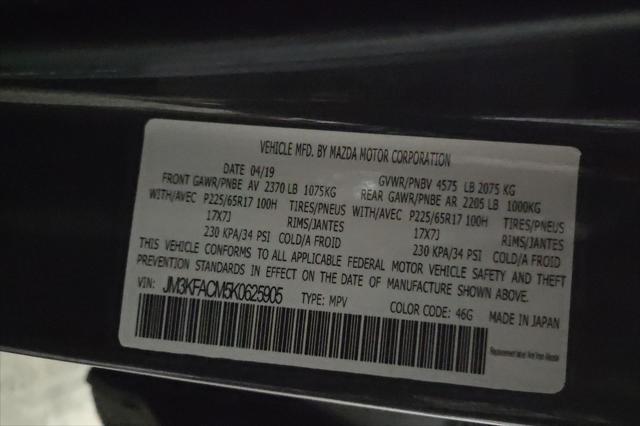 VEHICLE MFD. BY MAZDA MOTOR CORPORATION
DATE 04/19 GVWR/PNBV 4575 LB 2075 KG
FRONT GAWR/PNBE AV 2370 LB 1075KG REAR GAWR/PNBE AR 2205 LB 1000KG
WITH/AVEC P225/65R17 100H TIRES/PNEUS WITH/AVEC P225/65R17 100H TIRES/PNEUS
17X7J RIMS/JANTES 17X7J RIMS/JANTES
230 KPA/34 PSI COLD/A FROID 230 KPA/34 PSI COLD/A FROID
THIS VEHICLE CONFORMS TO ALL APPLICABLE FEDERAL MOTOR VEHICLE SAFETY AND THEFT
PREVENTION STANDARDS IN EFFECT ON THE DATE OF MANUFACTURE SHOWN ABOVE.
VIN: JM3KFACM5K0625905 TYPE: MPV COLOR CODE: 46G MADE IN JAPAN